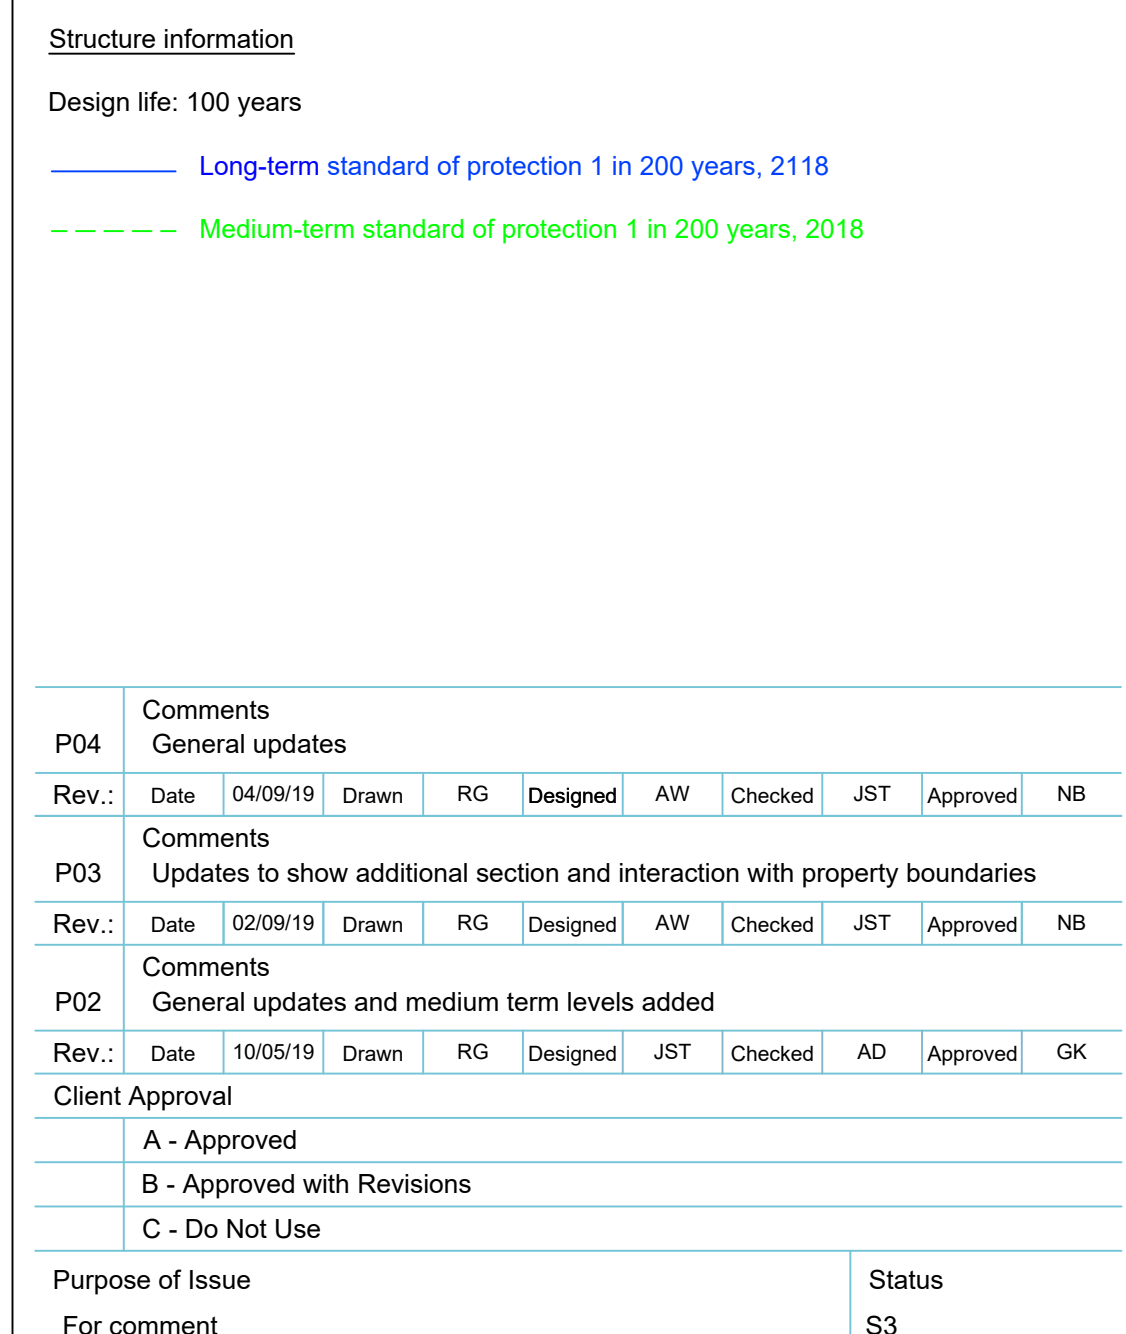 Structure information
Design life: 100 years
Long-term standard of protection 1 in 200 years, 2118
Medium-term standard of protection 1 in 200 years, 2018
Comments
P04 General updates
Rev.: Date 04/09/19 Drawn RG Designed AW Checked JST Approved NB
Comments
P03 Updates to show additional section and interaction with property boundaries
Rev.: Date 02/09/19 Drawn RG Designed AW Checked JST Approved NB
Comments
P02 General updates and medium term levels added
Rev.: Date 10/05/19 Drawn RG Designed JST Checked AD Approved GK
Client Approval
A - Approved
B - Approved with Revisions
C - Do Not Use
Purpose of Issue Status
For comment S3